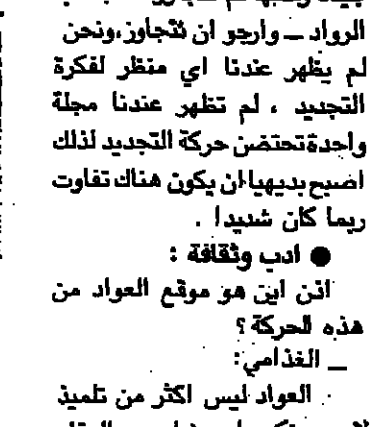 الرواد ــ وارجو ان نتجاوز،ونحن
لم يظهر عندنا اي منظر لفكرة
التجديد ، لم تظهر عندنا مجلة
واحدة تحتضن حركة التجديد لذلك
اصبح بديهيا ان يكون هناك تفاوت
ربما كان شديدا .
● ادب وثقافة :
اذن اين هو موقع العواد من
هذه الحركة ؟
ــ الغذامي:
. العواد ليس اكثر من تلميذ